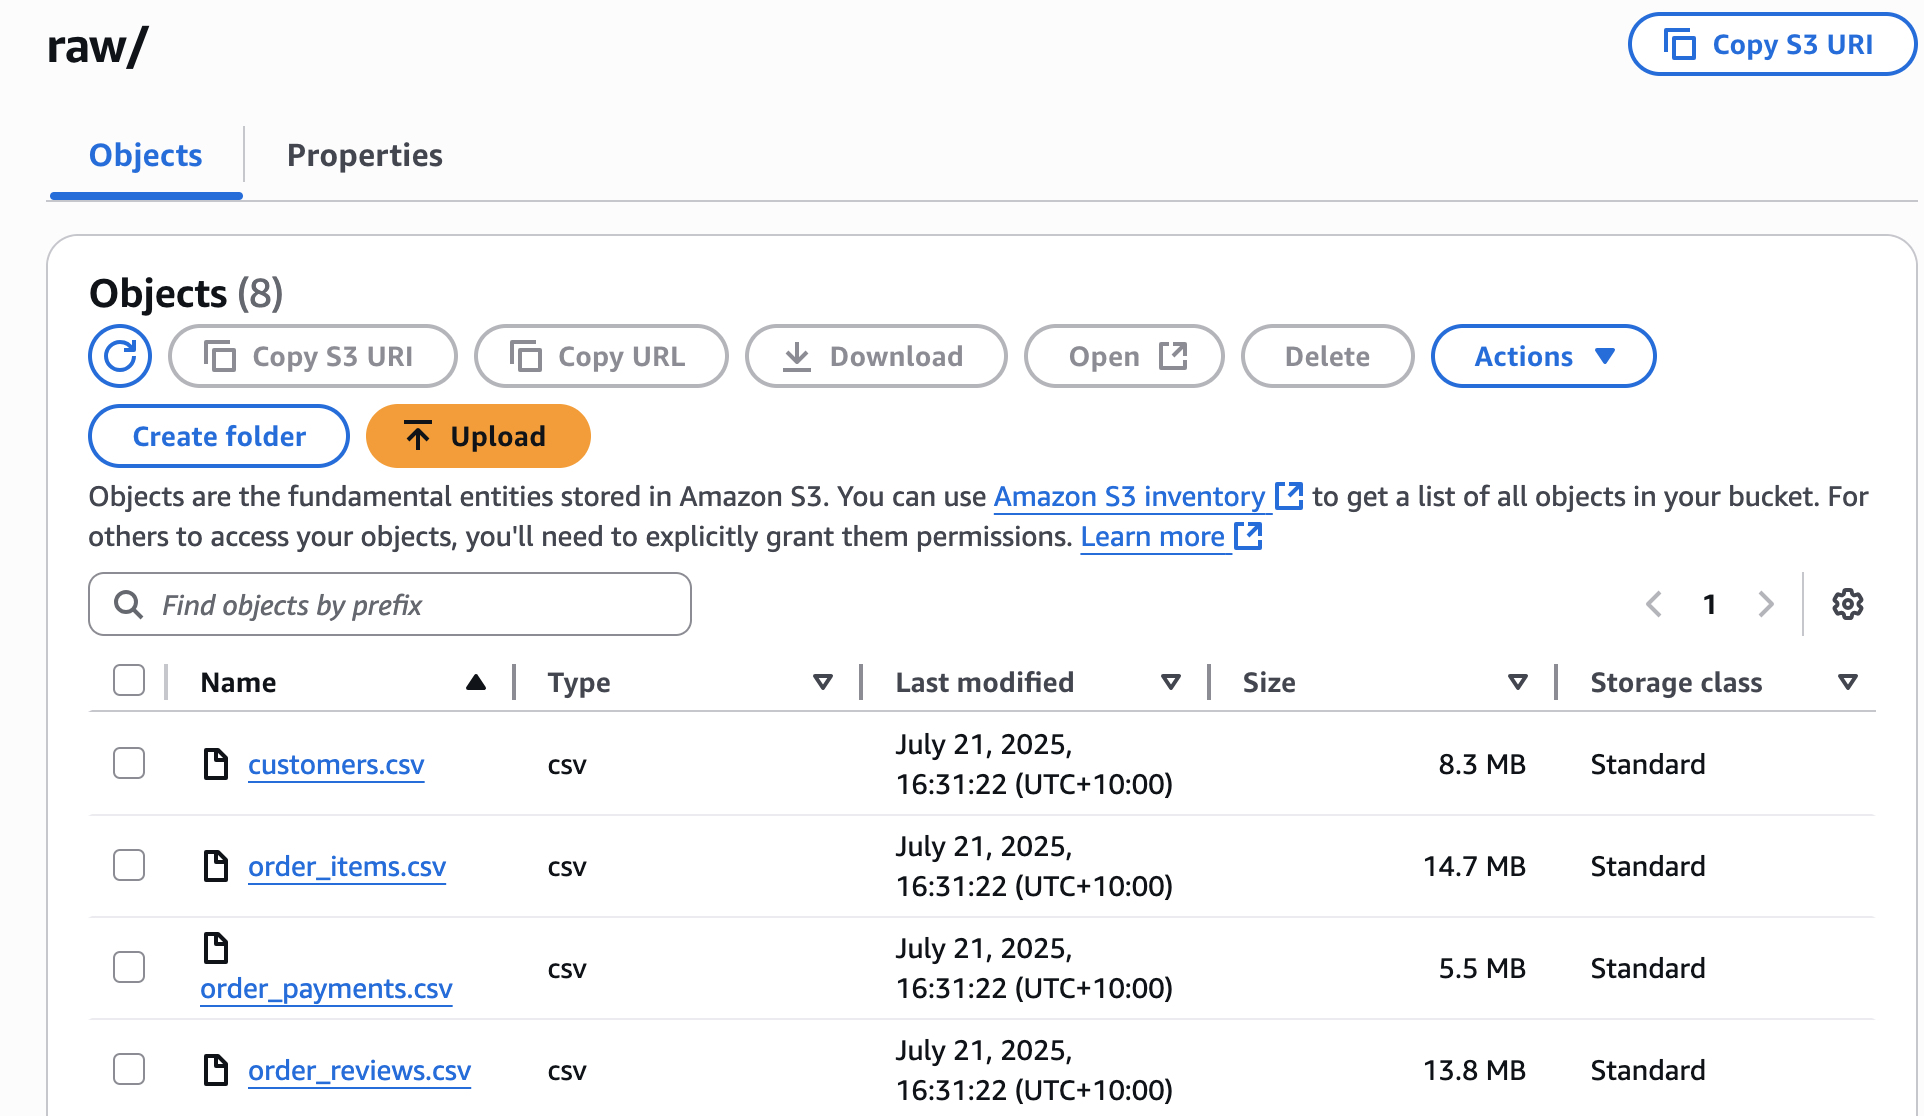 raw/
Copy S3 URI
Objects
Properties
Objects (8)
Copy S3 URI
Copy URL
Download
Open
Delete
Actions
Create folder
Upload
Objects are the fundamental entities stored in Amazon S3. You can use Amazon S3 inventory to get a list of all objects in your bucket. For
others to access your objects, you'll need to explicitly grant them permissions. Learn more
Find objects by prefix
1
Name
Type
Last modified
Size
Storage class
customers.csv
csv
July 21, 2025,
16:31:22 (UTC+10:00)
8.3 MB
Standard
order_items.csv
csv
July 21, 2025,
16:31:22 (UTC+10:00)
14.7 MB
Standard
order_payments.csv
csv
July 21, 2025,
16:31:22 (UTC+10:00)
5.5 MB
Standard
order_reviews.csv
csv
July 21, 2025,
16:31:22 (UTC+10:00)
13.8 MB
Standard